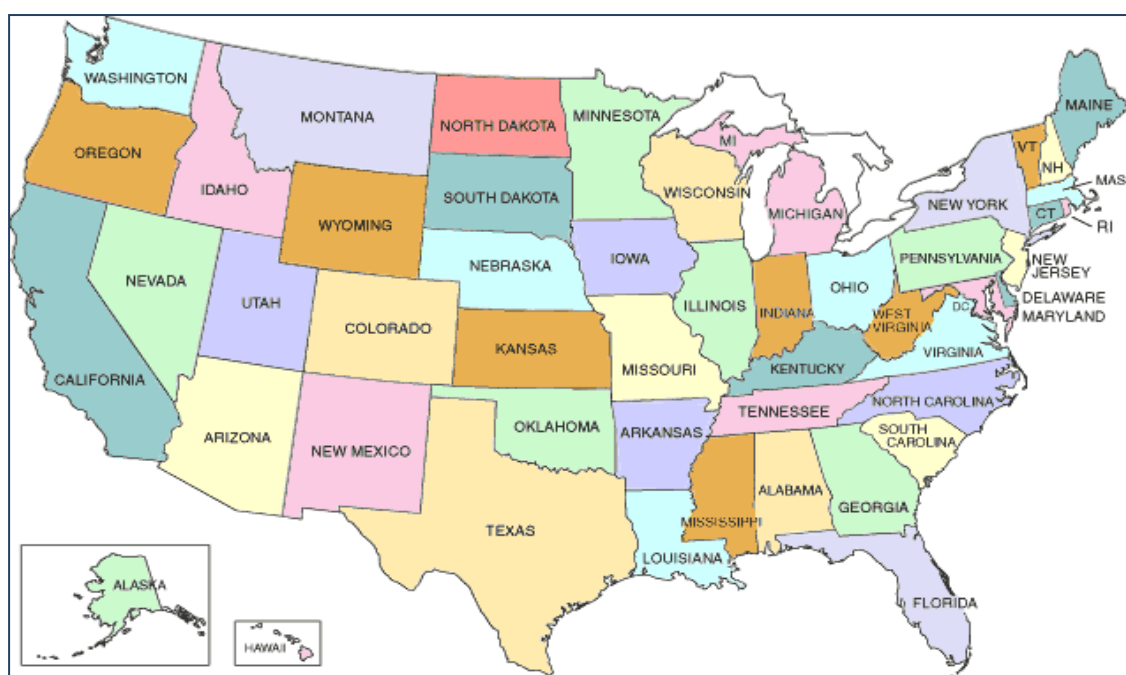 WASHINGTON
OREGON
CALIFORNIA
IDAHO
NEVADA
MONTANA
WYOMING
UTAH
ARIZONA
COLORADO
NEW MEXICO
NORTH DAKOTA
SOUTH DAKOTA
NEBRASKA
KANSAS
OKLAHOMA
TEXAS
MINNESOTA
IOWA
MISSOURI
ARKANSAS
LOUISIANA
WISCONSIN
ILLINOIS
MI
MICHIGAN
INDIANA
OHIO
KENTUCKY
TENNESSEE
MISSISSIPPI
ALABAMA
GEORGIA
FLORIDA
SOUTH
CAROLINA
NORTH CAROLINA
VIRGINIA
WEST
VIRGINIA
DC
PENNSYLVANIA
NEW YORK
VT
NH
MAINE
MAS
CT
RI
NEW
JERSEY
DELAWARE
MARYLAND
ALASKA
HAWAII